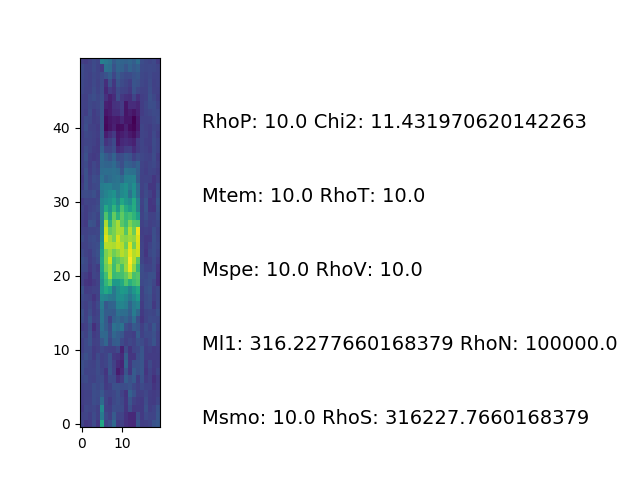 40
RhoP: 10.0 Chi2: 11.431970620142263
30
Mtem: 10.0 RhoT: 10.0
20
Mspe: 10.0 RhoV: 10.0
10
Ml1: 316.2277660168379 RhoN: 100000.0
0
Msmo: 10.0 RhoS: 316227.7660168379
0 10